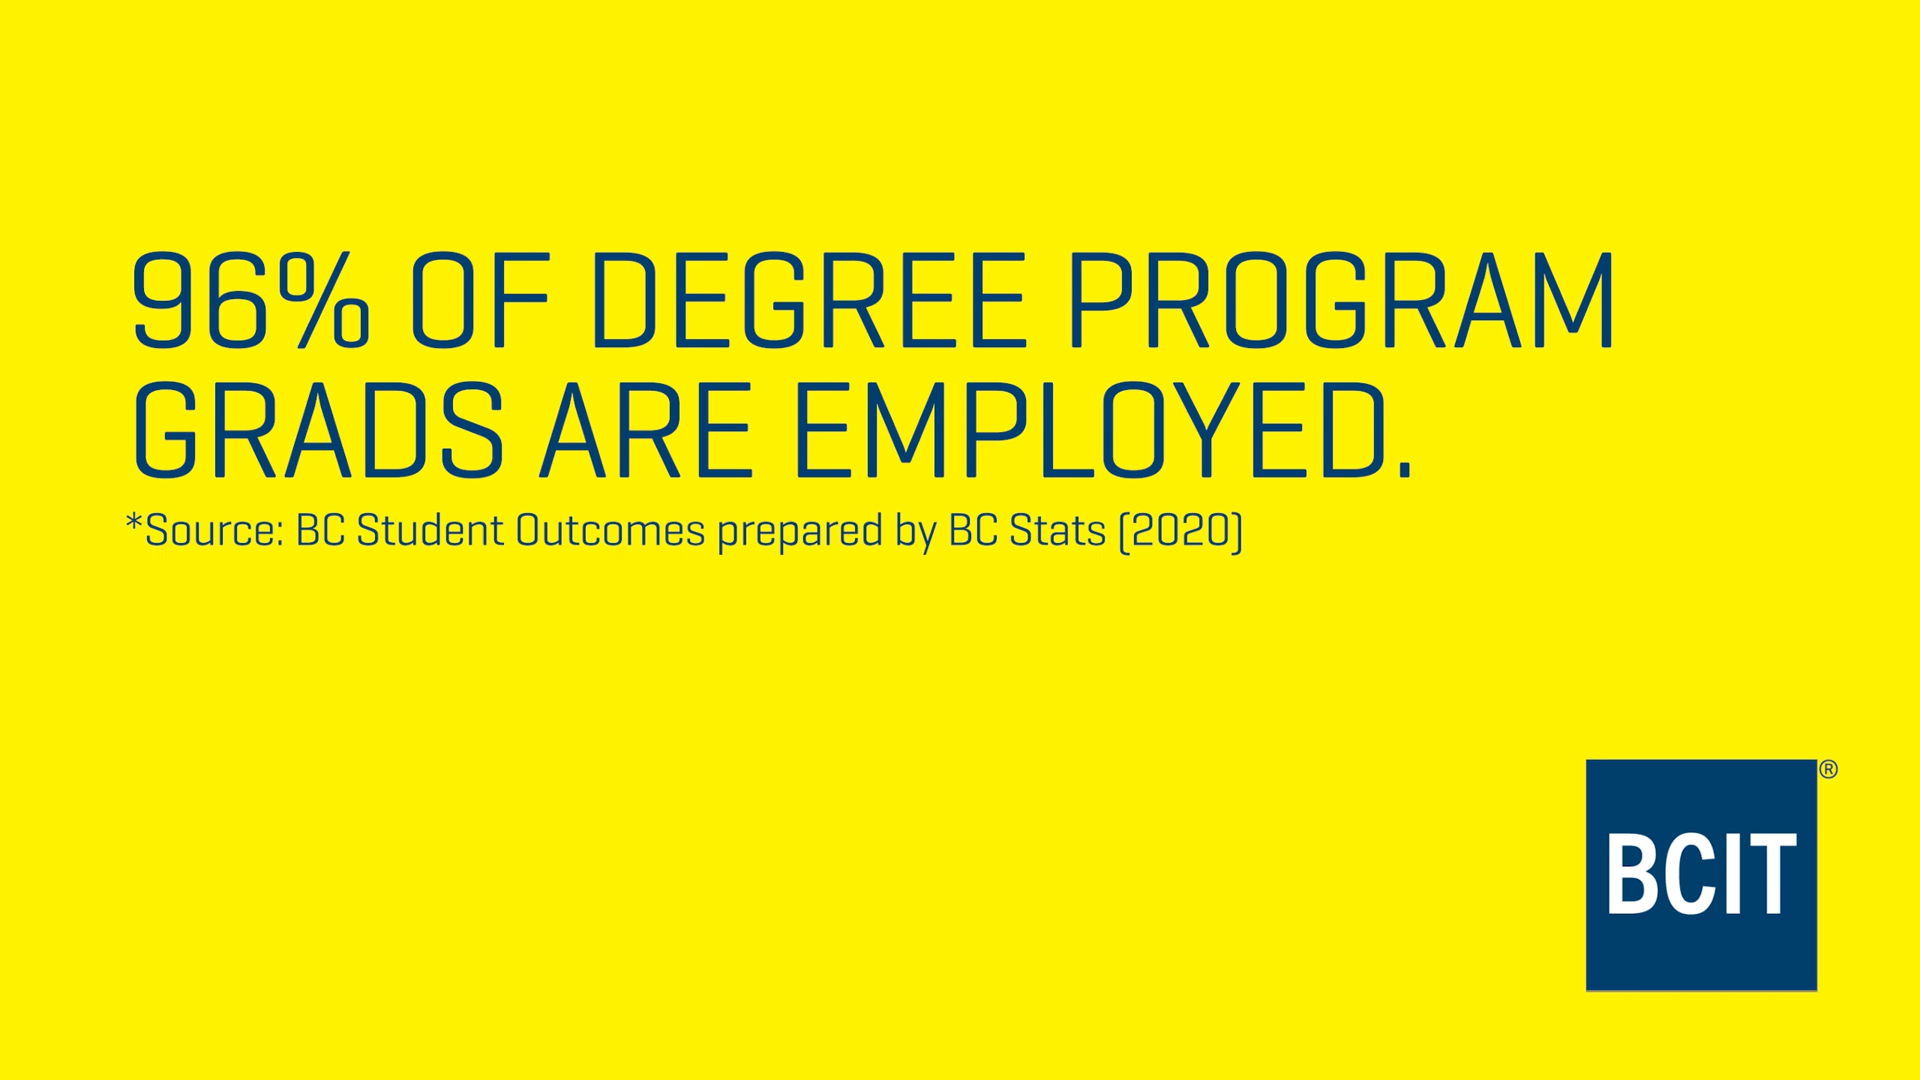 96% OF DEGREE PROGRAM
GRADS ARE EMPLOYED.
*Source: BC Student Outcomes prepared by BC Stats (2020)
BCIT®